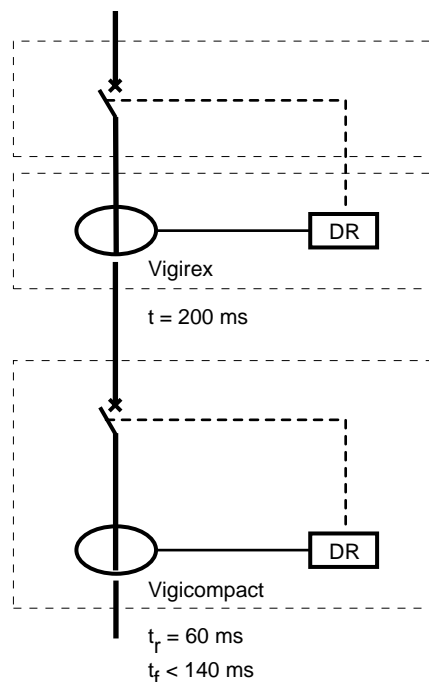 DR
Vigirex
t = 200 ms
DR
Vigicompact
tr = 60 ms
tf < 140 ms